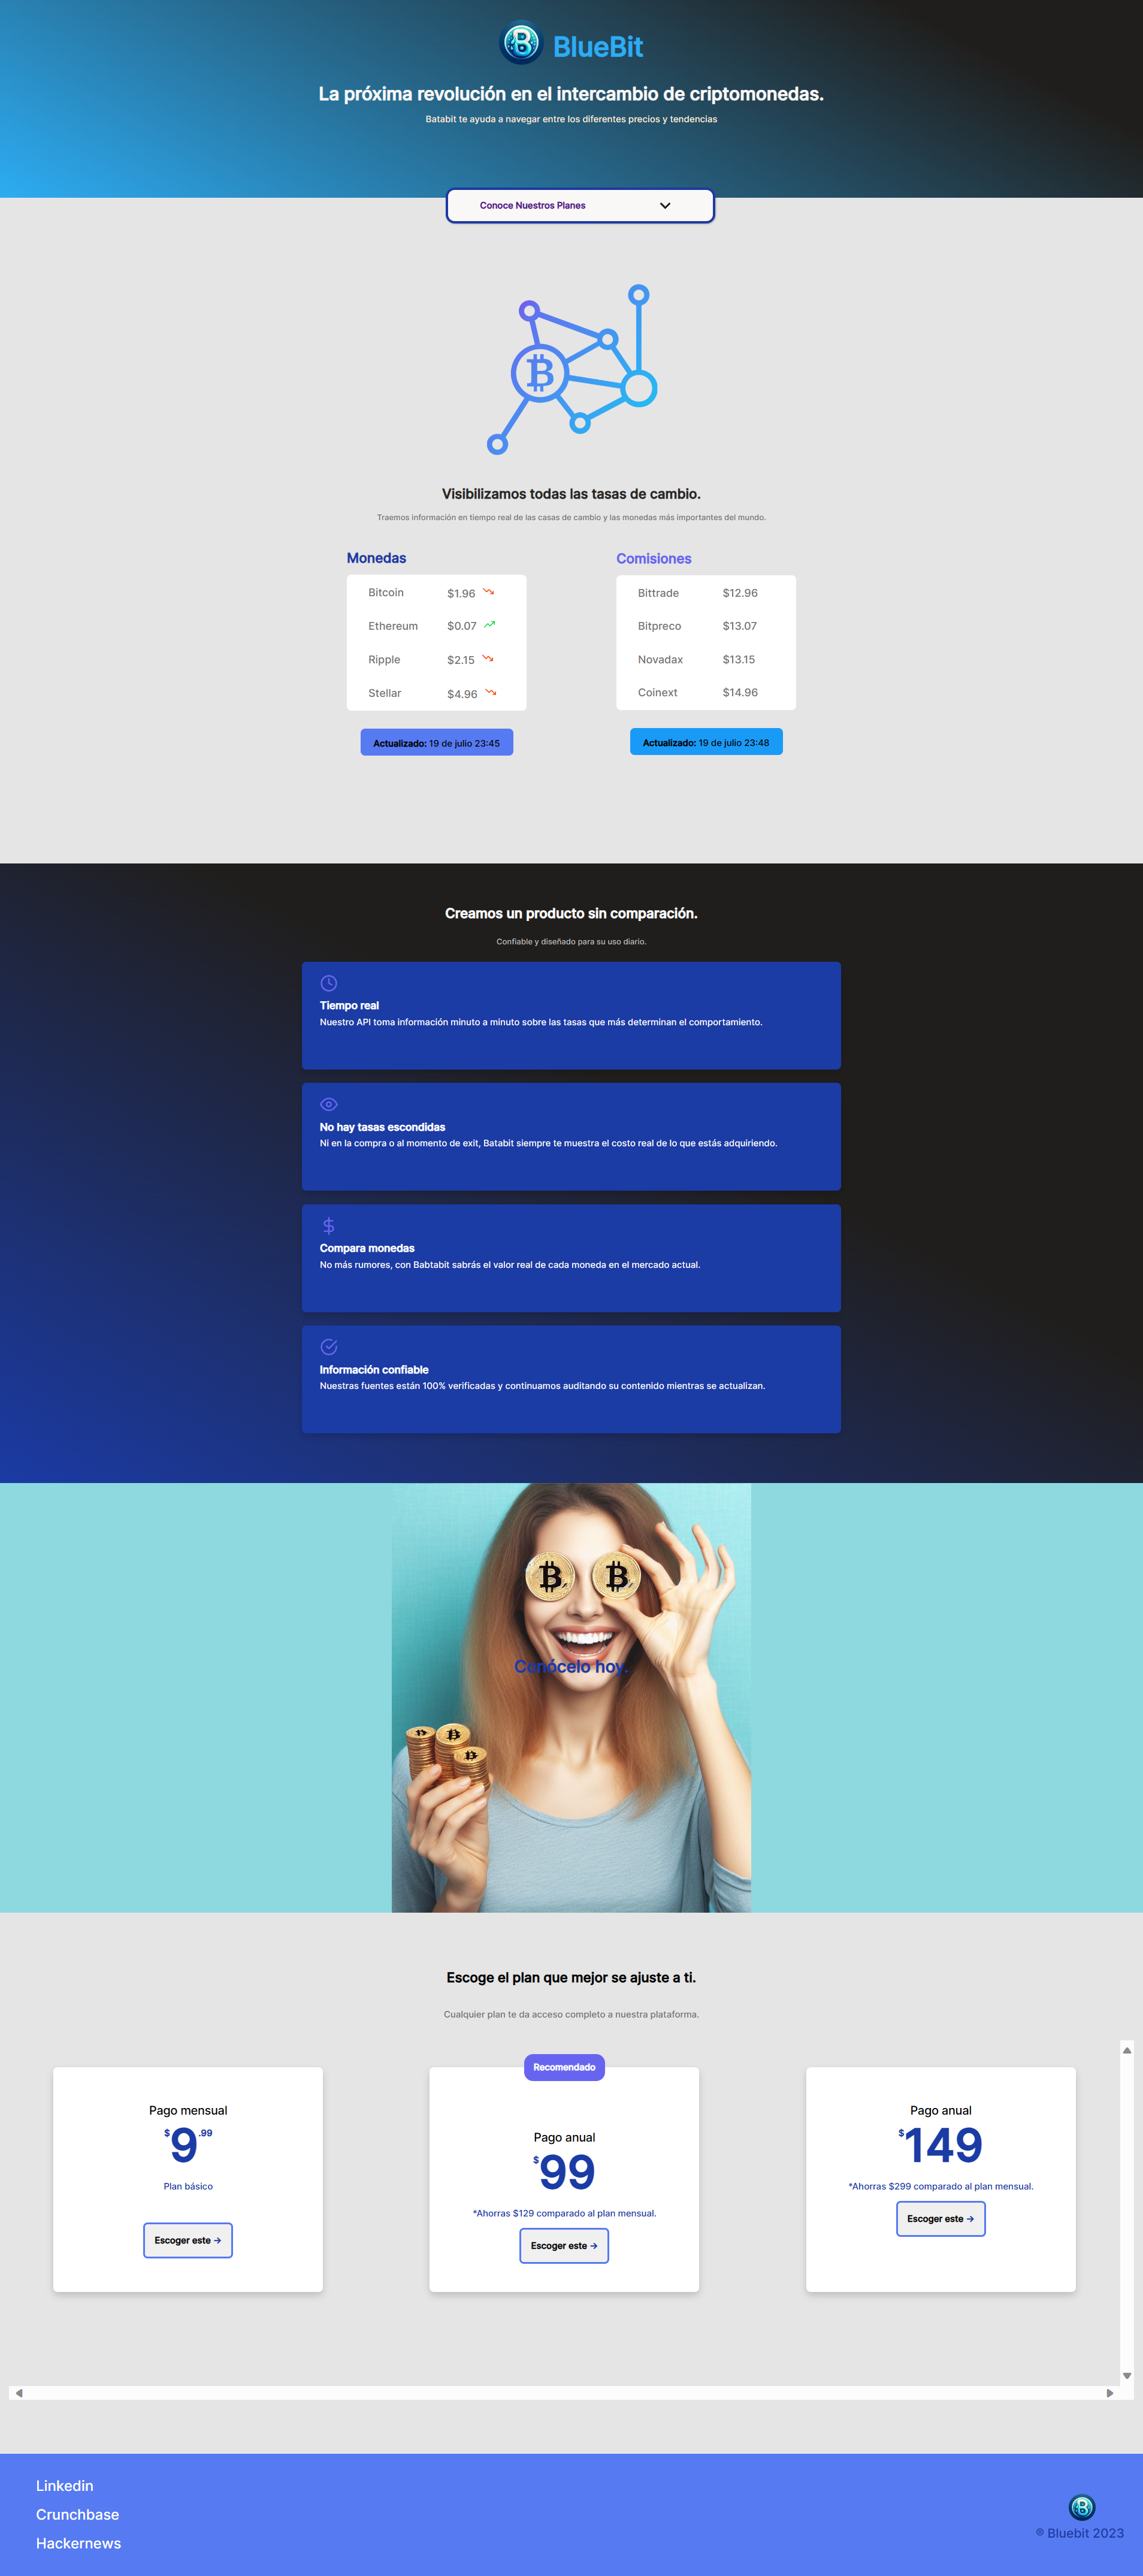 BlueBit
La próxima revolución en el intercambio de criptomonedas.
Batabit te ayuda a navegar entre los diferentes precios y tendencias
Conoce Nuestros Planes
Visibilizamos todas las tasas de cambio.
Traemos información en tiempo real de las casas de cambio y las monedas más importantes del mundo.
Monedas
Bitcoin $1.96
Ethereum $0.07
Ripple $2.15
Stellar $4.96
Actualizado: 19 de julio 23:45
Comisiones
Bittrade $12.96
Bitpreco $13.07
Novadax $13.15
Coinext $14.96
Actualizado: 19 de julio 23:48
Creamos un producto sin comparación.
Confiable y diseñado para su uso diario.
Tiempo real
Nuestro API toma información minuto a minuto sobre las tasas que más determinan el comportamiento.
No hay tasas escondidas
Ni en la compra o al momento de exit, Batabit siempre te muestra el costo real de lo que estás adquiriendo.
Compara monedas
No más rumores, con Babtabit sabrás el valor real de cada moneda en el mercado actual.
Información confiable
Nuestras fuentes están 100% verificadas y continuamos auditando su contenido mientras se actualizan.
Conócelo hoy.
Escoge el plan que mejor se ajuste a ti.
Cualquier plan te da acceso completo a nuestra plataforma.
Pago mensual
$9.99
Plan básico
Escoger este →
Recomendado
Pago anual
$99
*Ahorras $129 comparado al plan mensual.
Escoger este →
Pago anual
$149
*Ahorras $299 comparado al plan mensual.
Escoger este →
Linkedin
Crunchbase
Hackernews
® Bluebit 2023